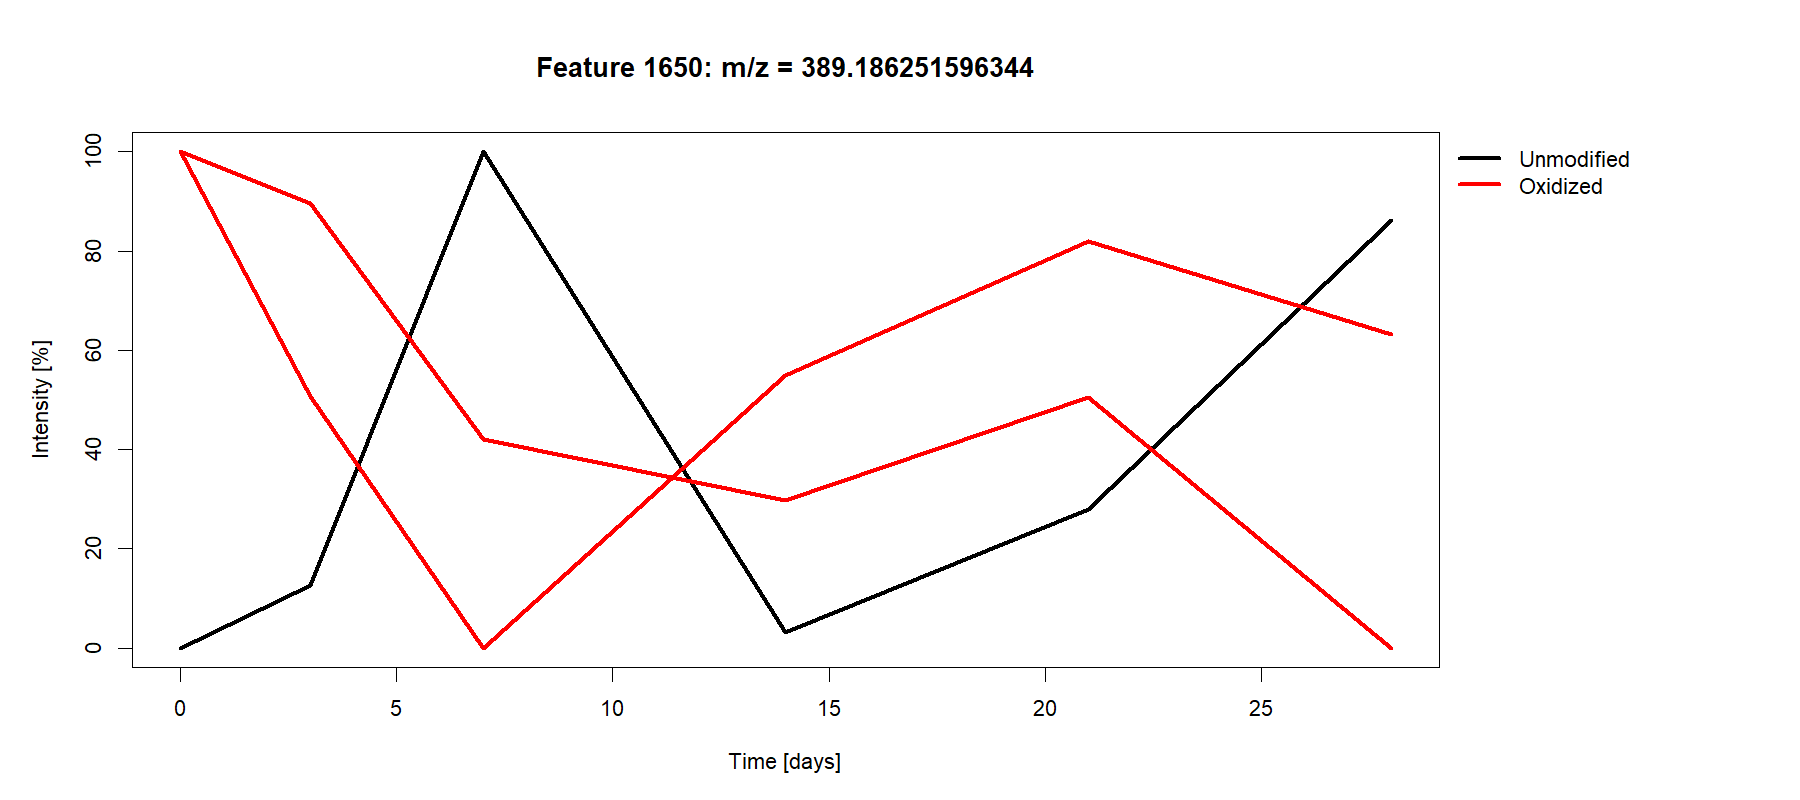 Feature 1650: m/z = 389.186251596344
Unmodified
Oxidized
Intensity [%]
100
80
60
40
20
0
0 5 10 15 20 25
Time [days]